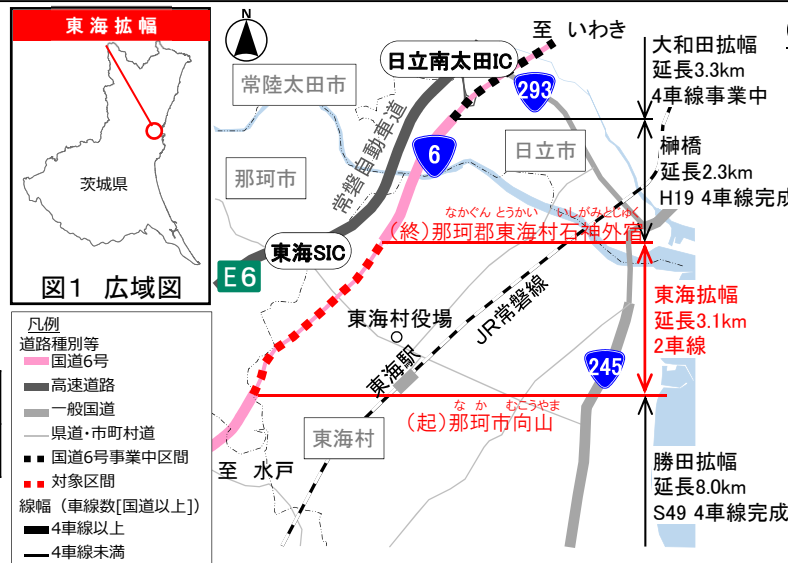 東海拡幅
茨城県
図1 広域図
N
至 いわき
日立南太田IC
常陸太田市
293
大和田拡幅
延長3.3km
4車線事業中
常磐自動車道
6
日立市
那珂市
榊橋
延長2.3km
H19 4車線完成
なかぐん とうかい いしがみとじゅく
(終)那珂郡東海村石神外宿
東海SIC
E6
東海村役場
JR常磐線
東海駅
245
東海拡幅
延長3.1km
2車線
なか むこうやま
(起)那珂市向山
東海村
至 水戸
勝田拡幅
延長8.0km
S49 4車線完成
凡例
道路種別等
国道6号
高速道路
一般国道
県道・市町村道
国道6号事業中区間
対象区間
線幅(車線数[国道以上])
4車線以上
4車線未満